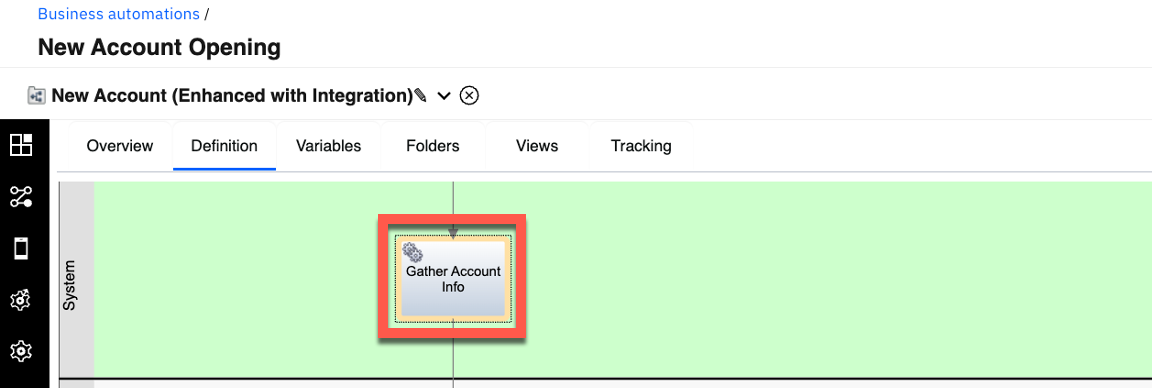 Business automations /
New Account Opening
New Account (Enhanced with Integration)
Overview Definition Variables Folders Views Tracking
System
Gather Account
Info